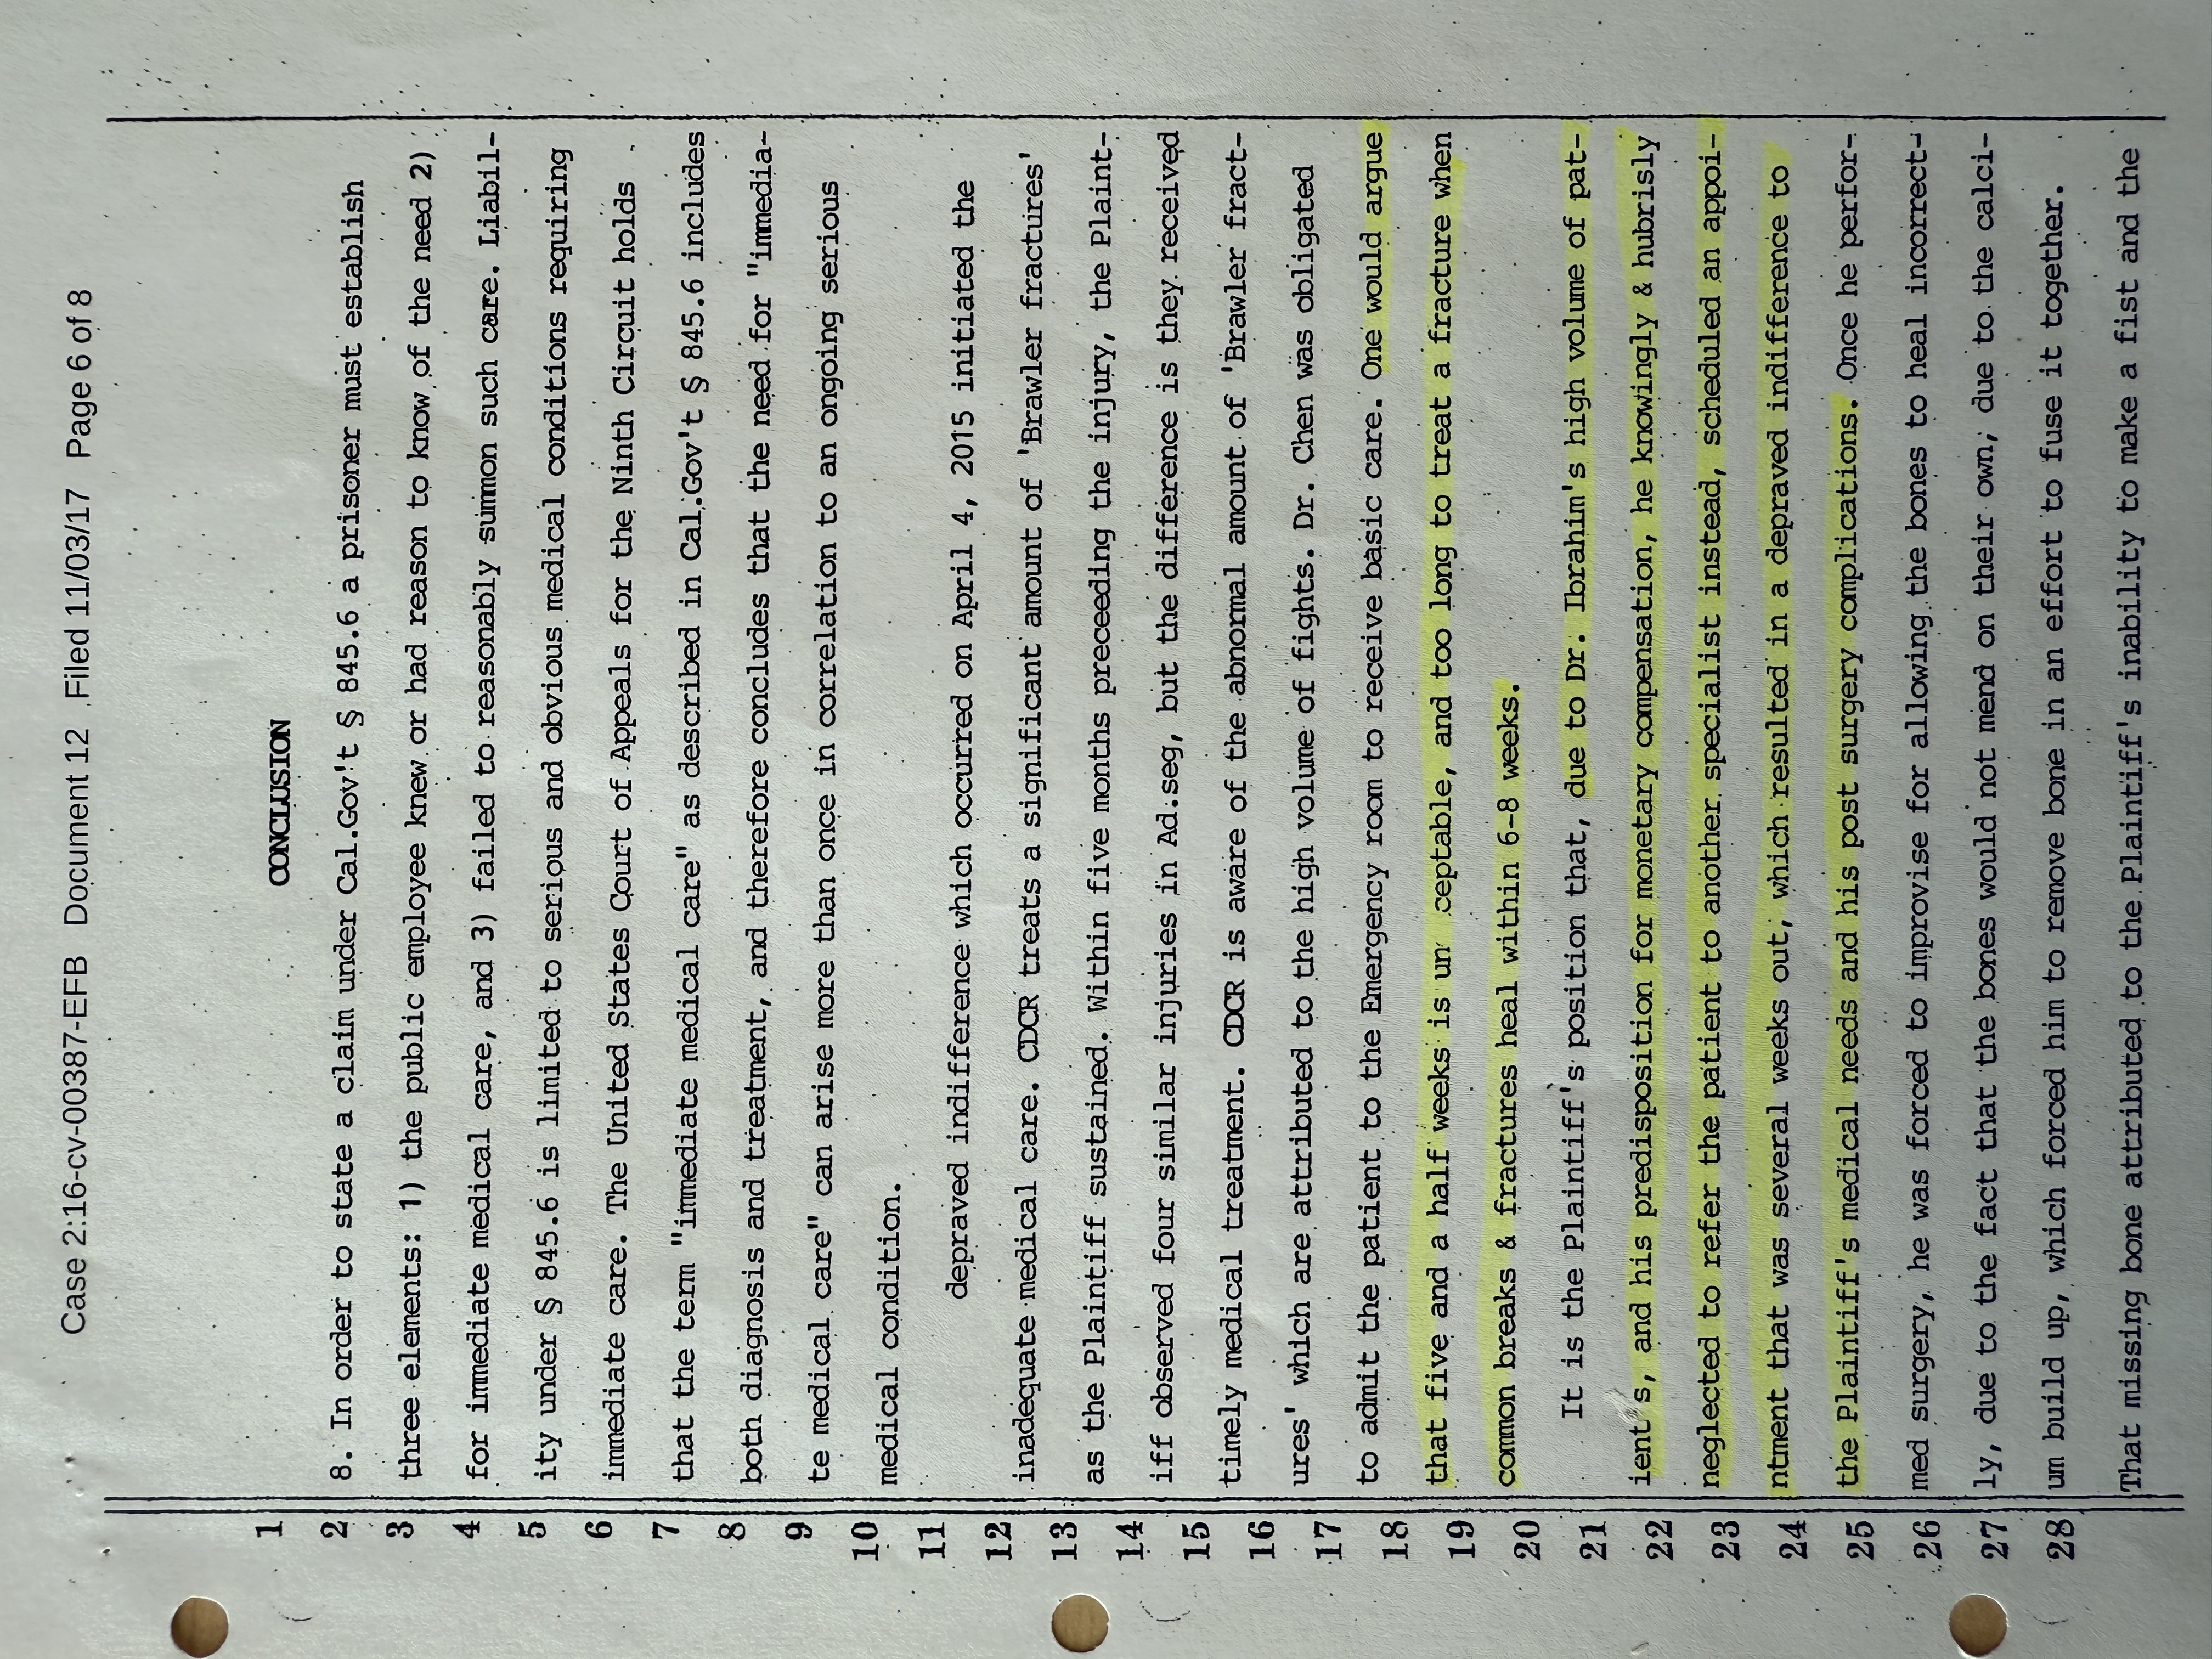 Case 2:16-cv-00387-EFB Document 12 Filed 11/03/17 Page 6 of 8
1 CONCLUSION
2 8. In order to state a claim under Cal.Gov't § 845.6 a prisoner must establish
3 three elements: 1) the public employee knew or had reason to know of the need 2)
4 for immediate medical care, and 3) failed to reasonably summon such care. Liabil-
5 ity under § 845.6 is limited to serious and obvious medical conditions requiring
6 immediate care. The United States Court of Appeals for the Ninth Circuit holds
7 that the term "immediate medical care" as described in Cal.Gov't § 845.6 includes
8 both diagnosis and treatment, and therefore concludes that the need for "immedia-
9 te medical care" can arise more than once in correlation to an ongoing serious
10 medical condition.
11 depraved indifference which occurred on April 4, 2015 initiated the
12 inadequate medical care. CDCR treats a significant amount of 'Brawler fractures'
13 as the Plaintiff sustained. Within five months preceeding the injury, the Plaint-
14 iff observed four similar injuries in Ad.seg, but the difference is they received
15 timely medical treatment. CDCR is aware of the abnormal amount of 'Brawler fract-
16 ures' which are attributed to the high volume of fights. Dr. Chen was obligated
17 to admit the patient to the Emergency room to receive basic care. One would argue
18 that five and a half weeks is un ceptable, and too long to treat a fracture when
19 common breaks & fractures heal within 6-8 weeks.
20 It is the Plaintiff's position that, due to Dr. Ibrahim's high volume of pat-
21 ient s, and his predisposition for monetary compensation, he knowingly & hubrisly
22 neglected to refer the patient to another specialist instead, scheduled an appoi-
23 ntment that was several weeks out, which resulted in a depraved indifference to
24 the Plaintiff's medical needs and his post surgery complications. Once he perfor-
25 med surgery, he was forced to improvise for allowing the bones to heal incorrect-
26 ly, due to the fact that the bones would not mend on their own, due to the calci-
27 um build up, which forced him to remove bone in an effort to fuse it together.
28 That missing bone attributed to the Plaintiff's inability to make a fist and the